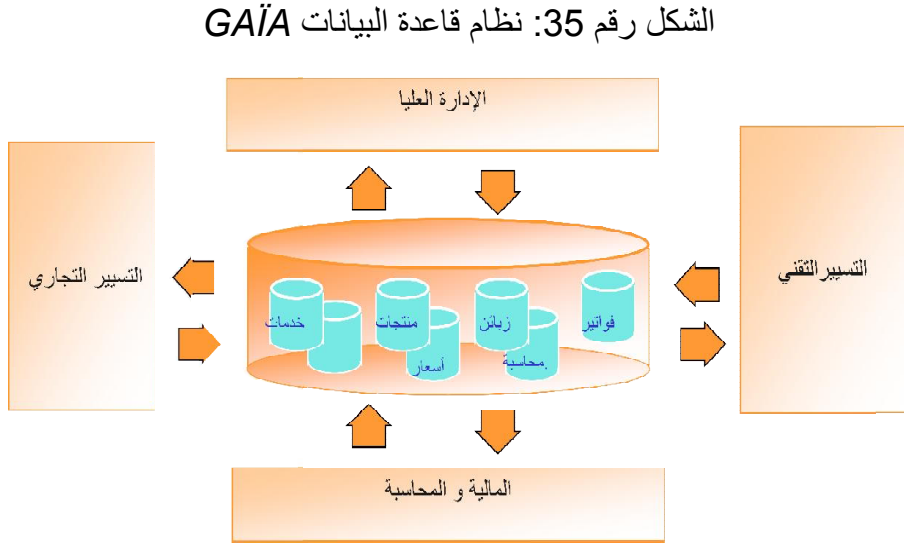 الشكل رقم 35: نظام قاعدة البيانات GAÏA
الإدارة العليا
التسييرالتقني
التسيير التجاري
فواتير
زبائن
منتجات
خدمات
محاسبة
أسعار
المالية و المحاسبة